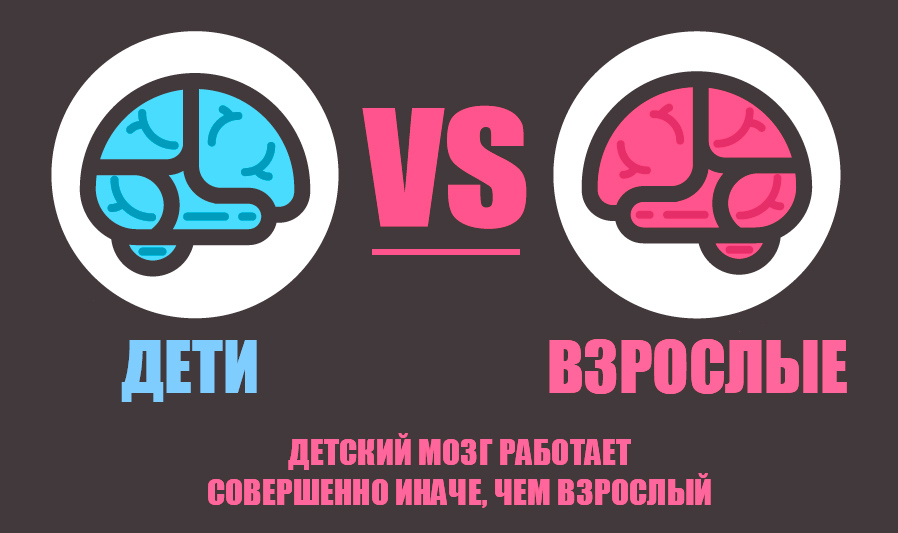 VS
ДЕТИ
ВЗРОСЛЫЕ
ДЕТСКИЙ МОЗГ РАБОТАЕТ
СОВЕРШЕННО ИНАЧЕ, ЧЕМ ВЗРОСЛЫЙ